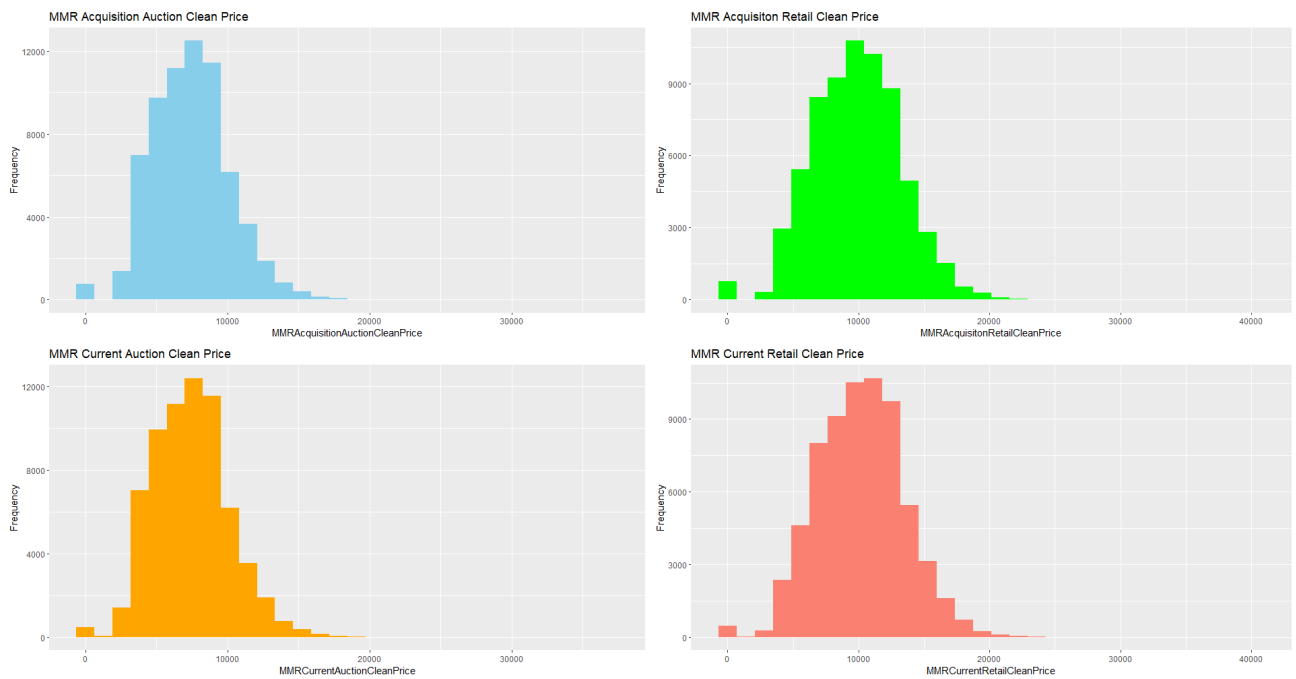 MMR Acquisition Auction Clean Price
12000
8000
4000
0
Frequency
0 10000 20000 30000
MMRAcquisitionAuctionCleanPrice
MMR Acquisiton Retail Clean Price
9000
6000
3000
0
Frequency
0 10000 20000 30000 40000
MMRAcquisitonRetailCleanPrice
MMR Current Auction Clean Price
12000
8000
4000
0
Frequency
0 10000 20000 30000
MMRCurrentAuctionCleanPrice
MMR Current Retail Clean Price
9000
6000
3000
0
Frequency
0 10000 20000 30000 40000
MMRCurrentRetailCleanPrice